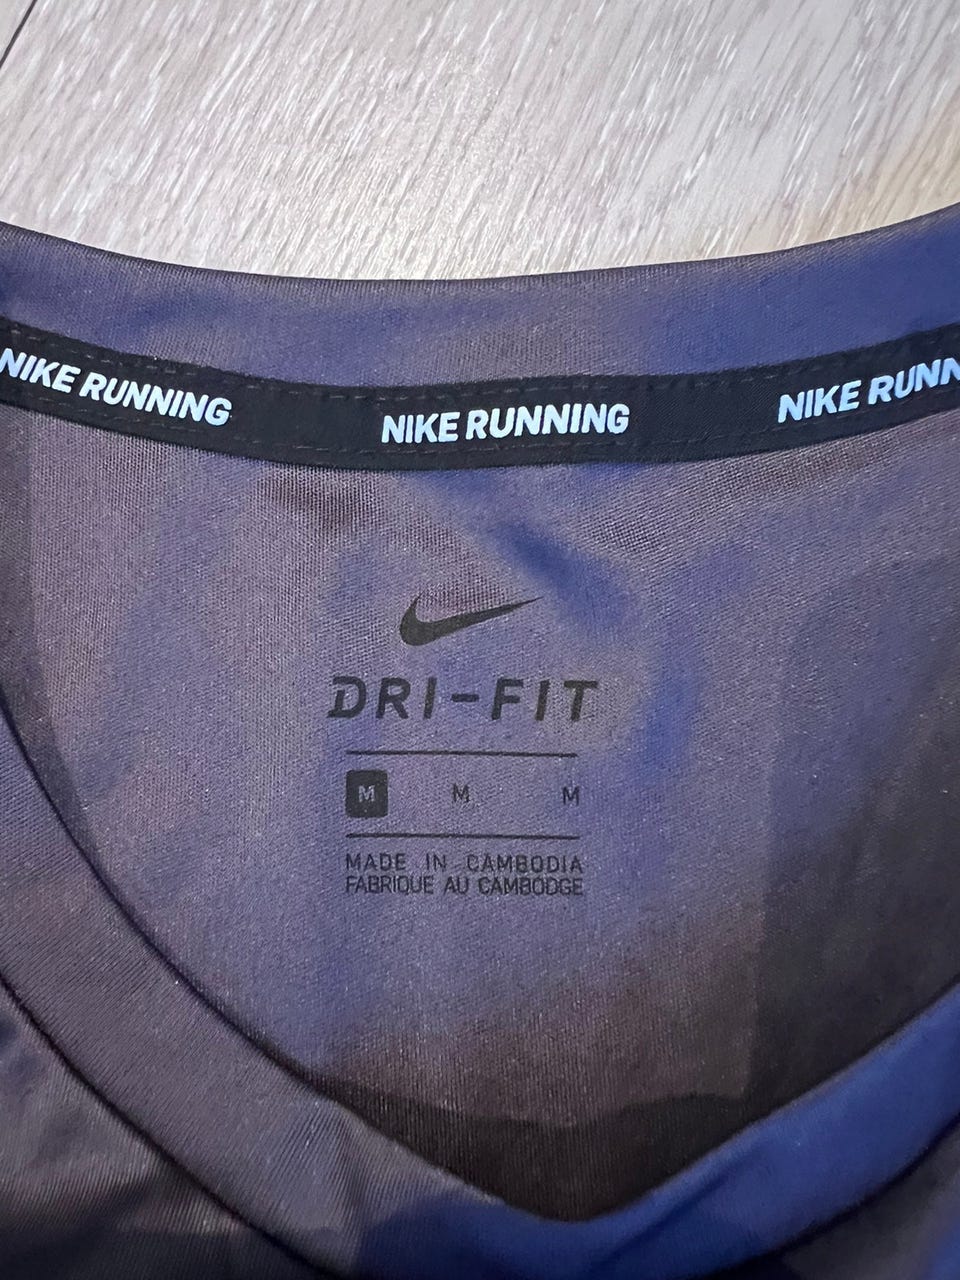 NIKE RUNNING NIKE RUNNING NIKE RUNN
DRI-FIT
M M M
MADE IN CAMBODIA
FABRIQUE AU CAMBODGE